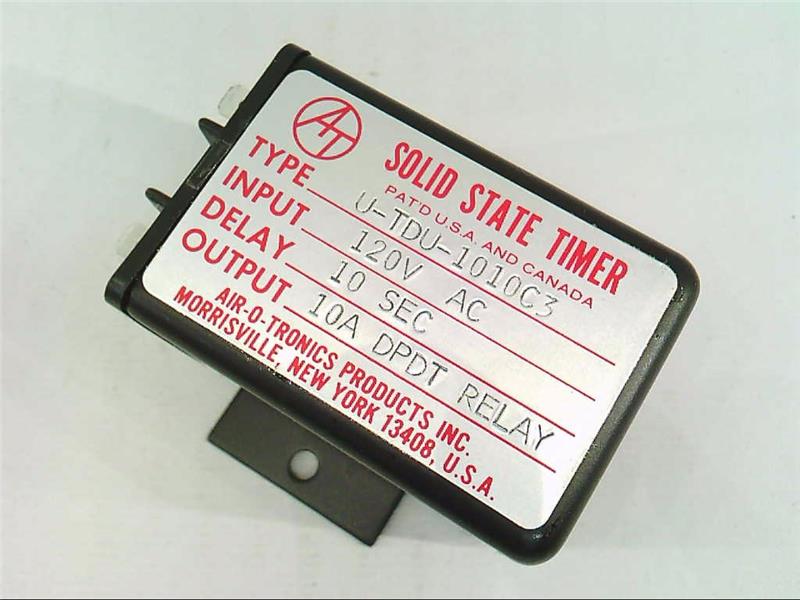 AT
SOLID STATE TIMER
PAT'D U.S.A. AND CANADA
TYPE U-TDU-1010C3
INPUT 120V AC
DELAY 10 SEC
OUTPUT 10A DPDT RELAY
AIR-O-TRONICS PRODUCTS INC.
MORRISVILLE, NEW YORK 13408, U.S.A.